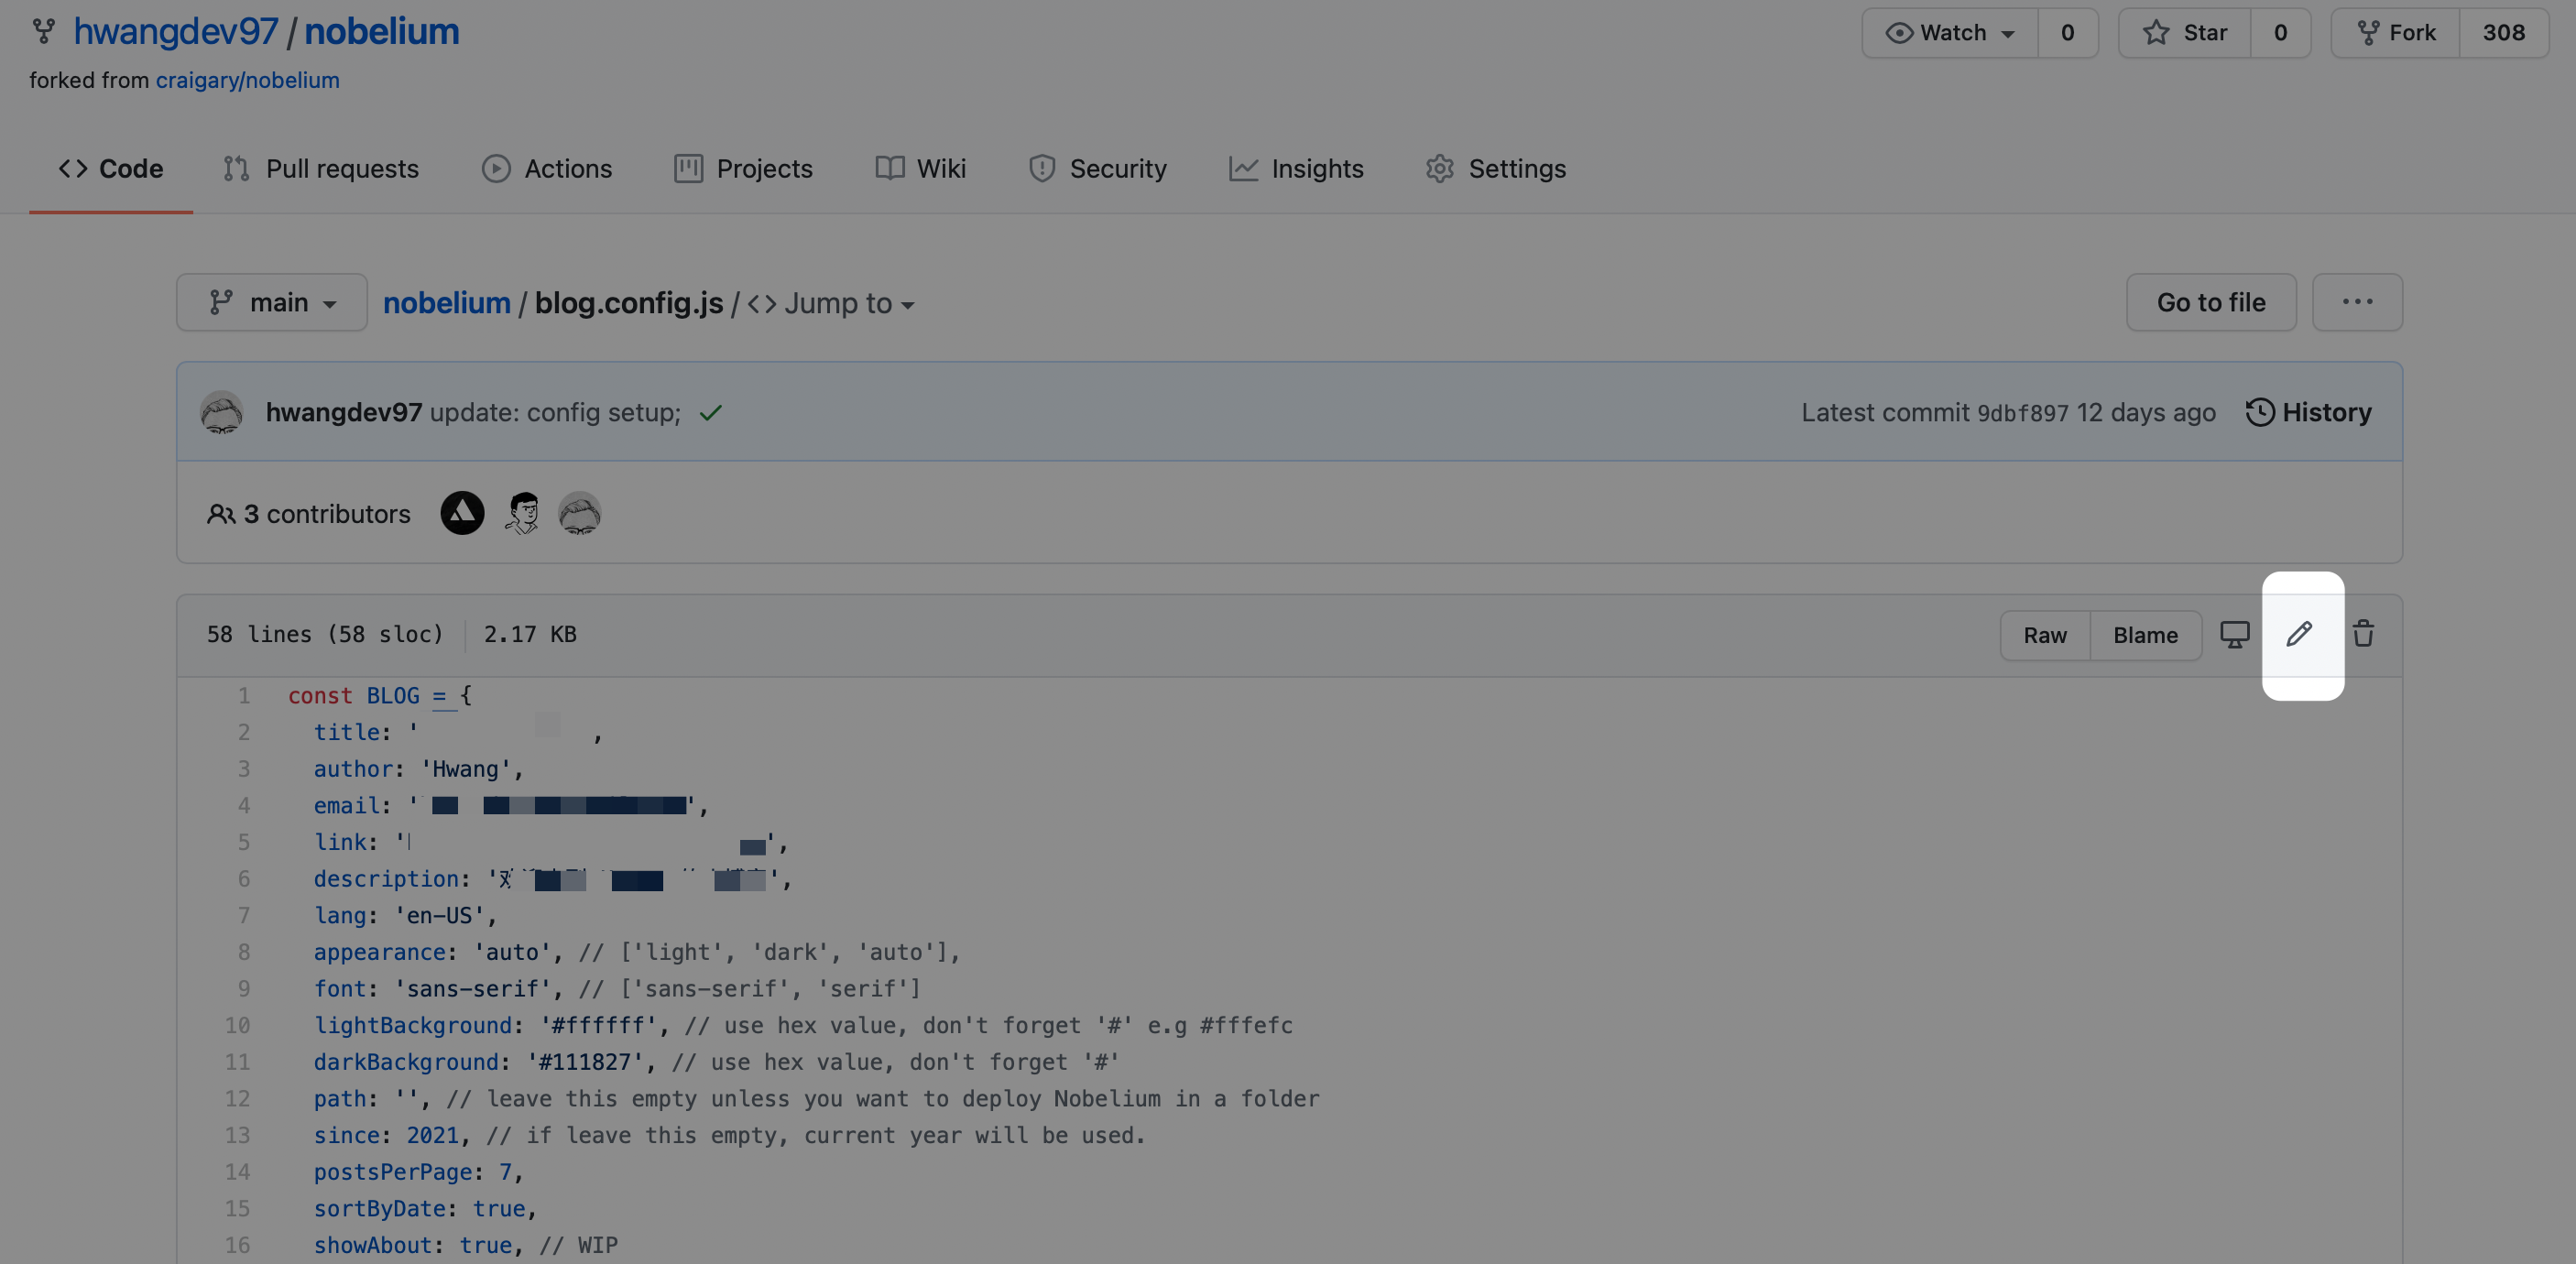 hwangdev97 / nobelium
Watch 0 Star 0 Fork 308
forked from craigary/nobelium
Code Pull requests Actions Projects Wiki Security Insights Settings
main nobelium / blog.config.js / <> Jump to Go to file ...
hwangdev97 update: config setup; Latest commit 9dbf897 12 days ago History
3 contributors
58 lines (58 sloc) 2.17 KB Raw Blame
1 const BLOG = {
2 title: ' ,
3 author: 'Hwang',
4 email: ' ',
5 link: ' ',
6 description: ' ',
7 lang: 'en-US',
8 appearance: 'auto', // ['light', 'dark', 'auto'],
9 font: 'sans-serif', // ['sans-serif', 'serif']
10 lightBackground: '#ffffff', // use hex value, don't forget '#' e.g #fffefc
11 darkBackground: '#111827', // use hex value, don't forget '#'
12 path: '', // leave this empty unless you want to deploy Nobelium in a folder
13 since: 2021, // if leave this empty, current year will be used.
14 postsPerPage: 7,
15 sortByDate: true,
16 showAbout: true, // WIP